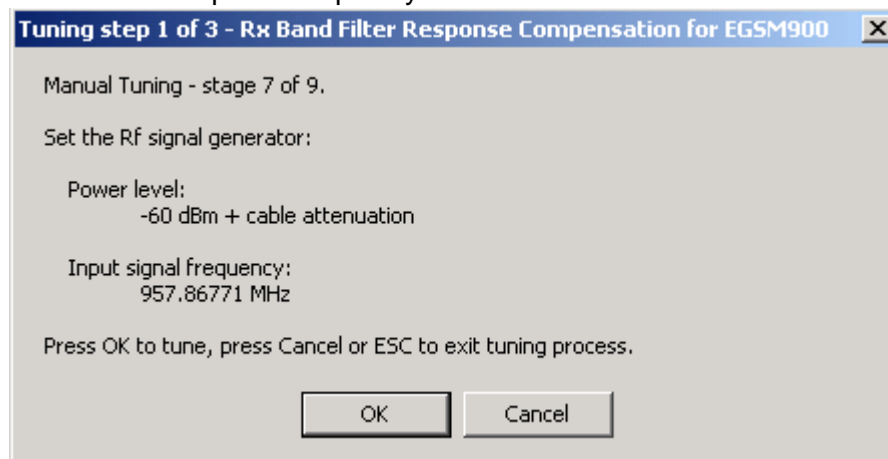 Tuning step 1 of 3 - Rx Band Filter Response Compensation for EGSM900
Manual Tuning - stage 7 of 9.
Set the Rf signal generator:
Power level:
-60 dBm + cable attenuation
Input signal frequency:
957.86771 MHz
Press OK to tune, press Cancel or ESC to exit tuning process.
OK Cancel